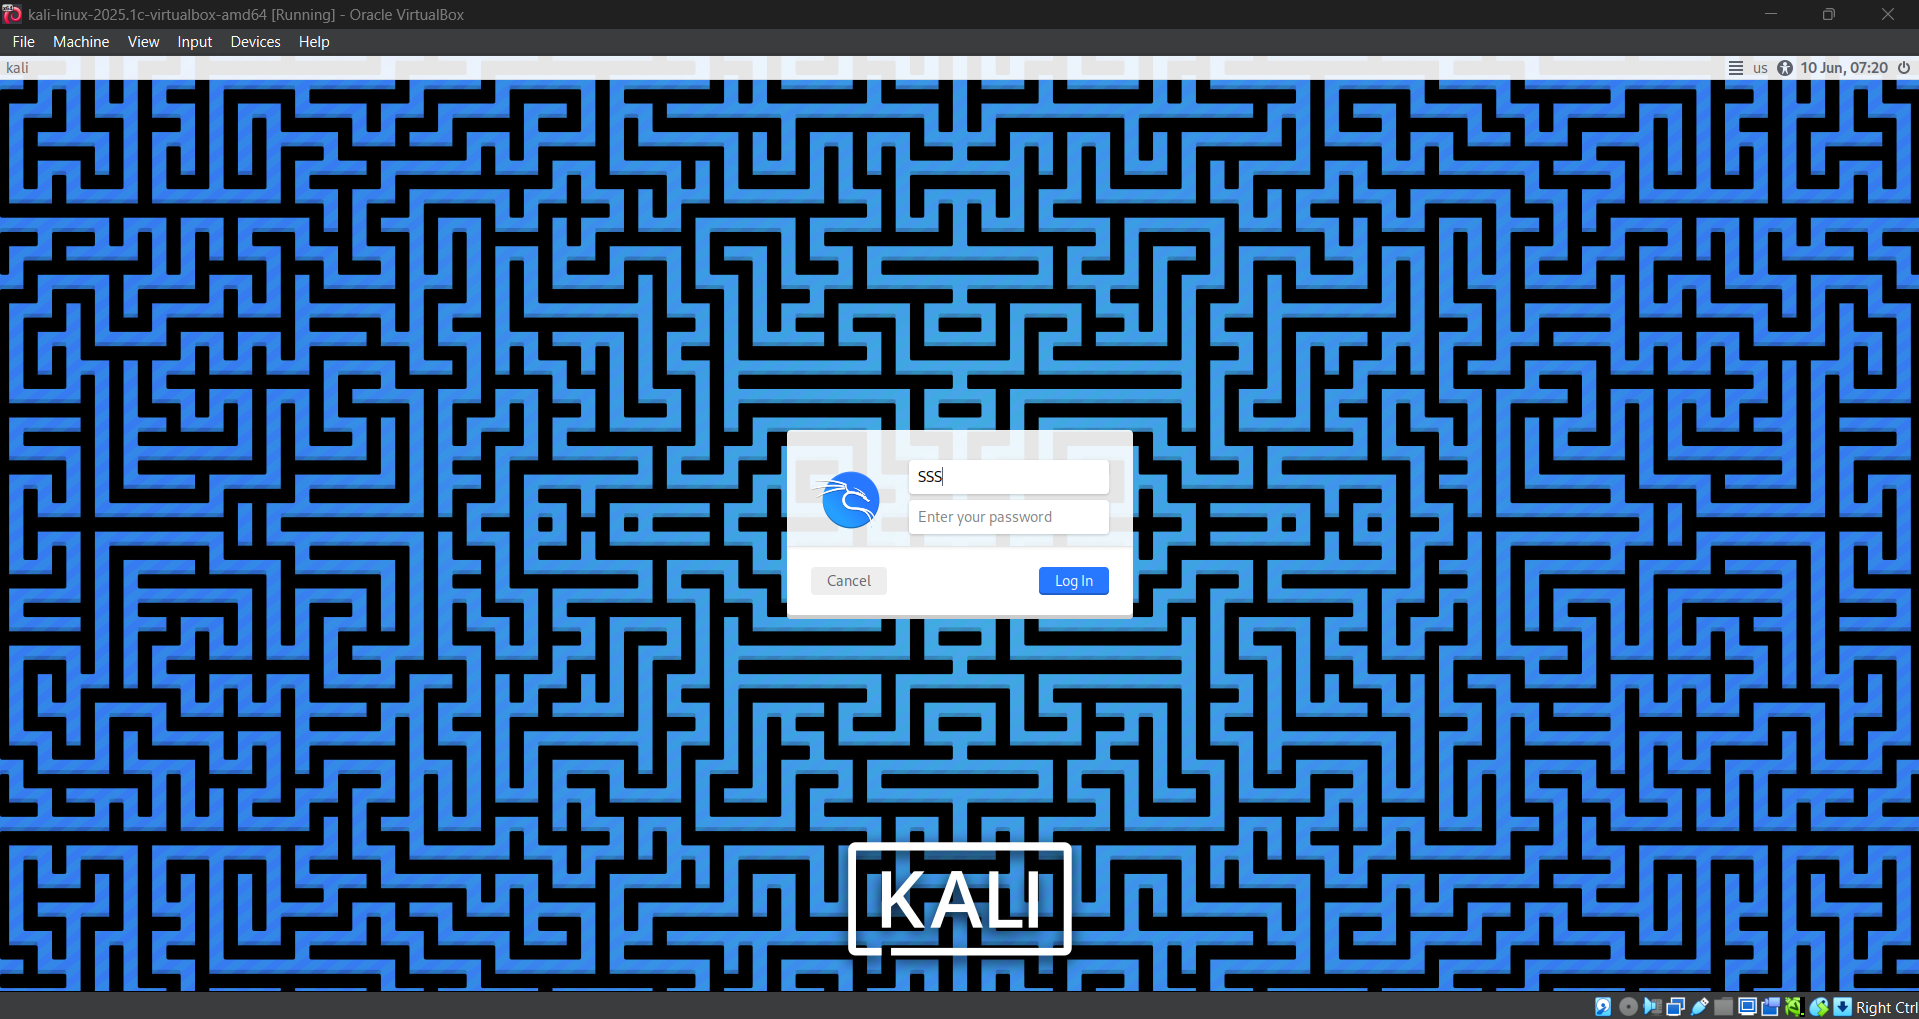 kali-linux-2025.1c-virtualbox-amd64 [Running] - Oracle VirtualBox
File Machine View Input Devices Help
kali us 10 Jun, 07:20
SSS
Enter your password
Cancel Log In
KALI
Right Ctrl